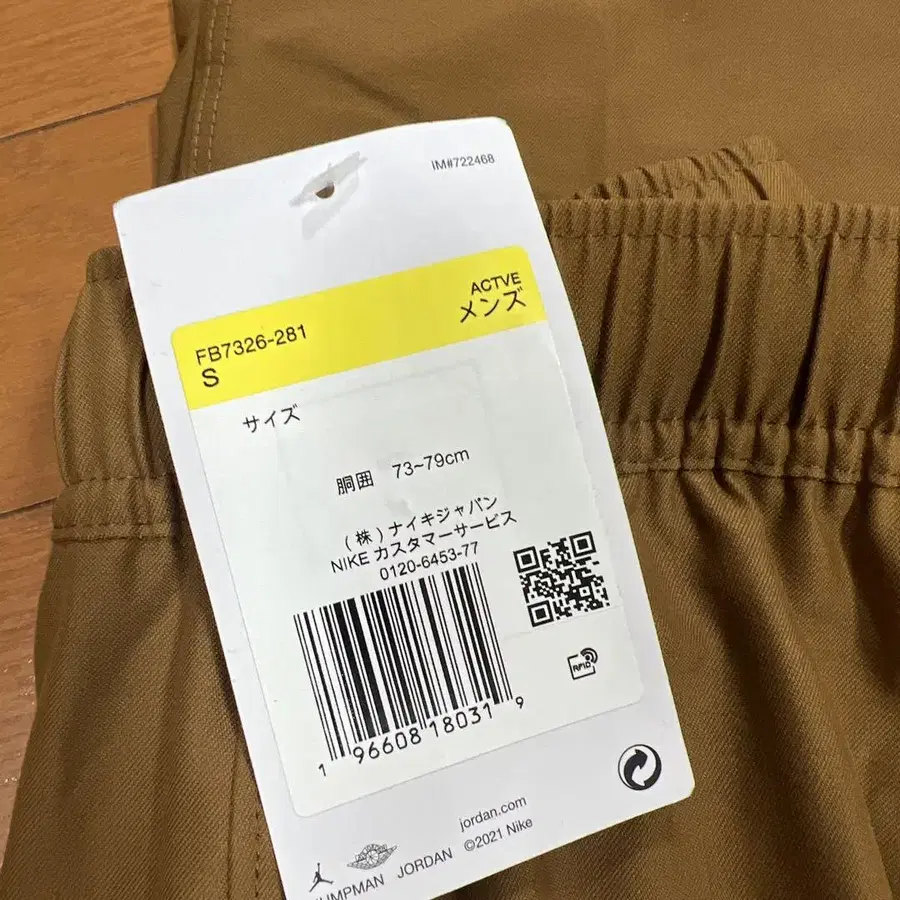 IM#722468
ACTVE
メンズ
FB7326-281
S
サイズ
胴囲 73~79cm
(株)ナイキジャパン
NIKE カスタマーサービス
0120-6453-77
RFID
1 96608 18031 9
jordan.com
JUMPMAN JORDAN ©2021 Nike